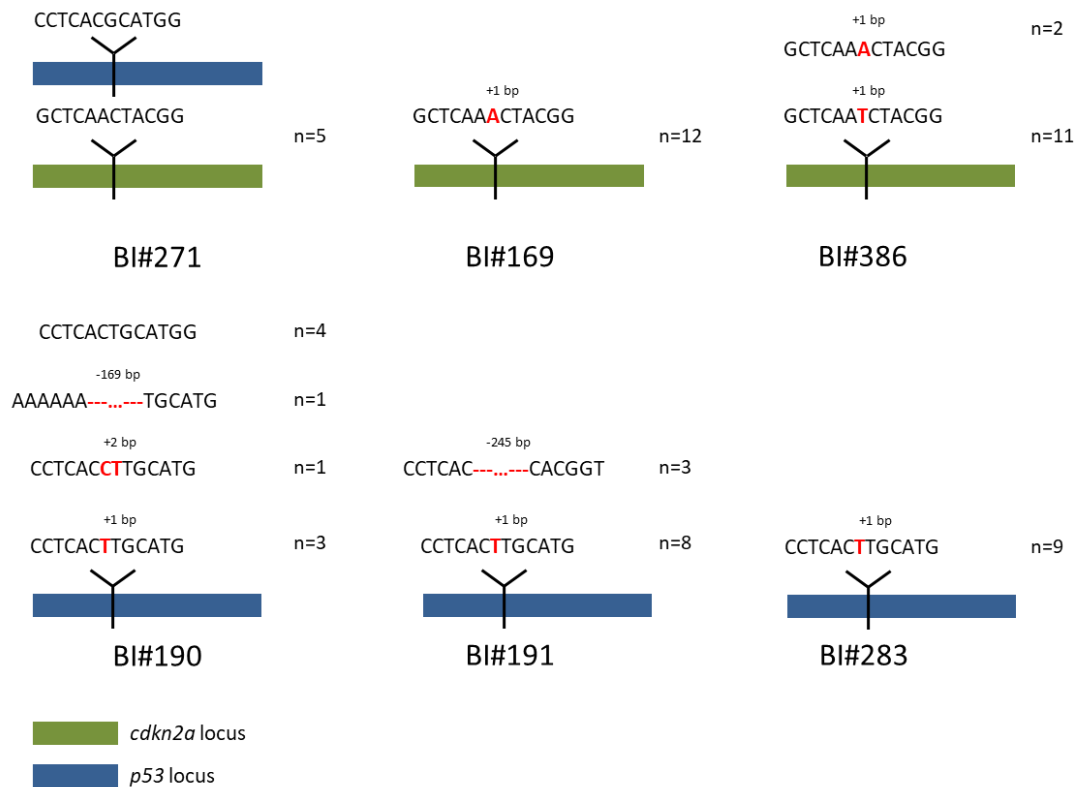 CCTCACGCATGG
GCTCAACTACGG
n=5
BI#271
+1 bp
GCTCAAACTACGG
n=12
BI#169
+1 bp
GCTCAAACTACGG
n=2
+1 bp
GCTCAATCTACGG
n=11
BI#386
CCTCACTGCATGG
n=4
-169 bp
AAAAAA---...---TGCATG
n=1
+2 bp
CCTCACCTTGCATG
n=1
+1 bp
CCTCACTTGCATG
n=3
BI#190
-245 bp
CCTCAC---...---CACGGT
n=3
+1 bp
CCTCACTTGCATG
n=8
BI#191
+1 bp
CCTCACTTGCATG
n=9
BI#283
cdkn2a locus
p53 locus